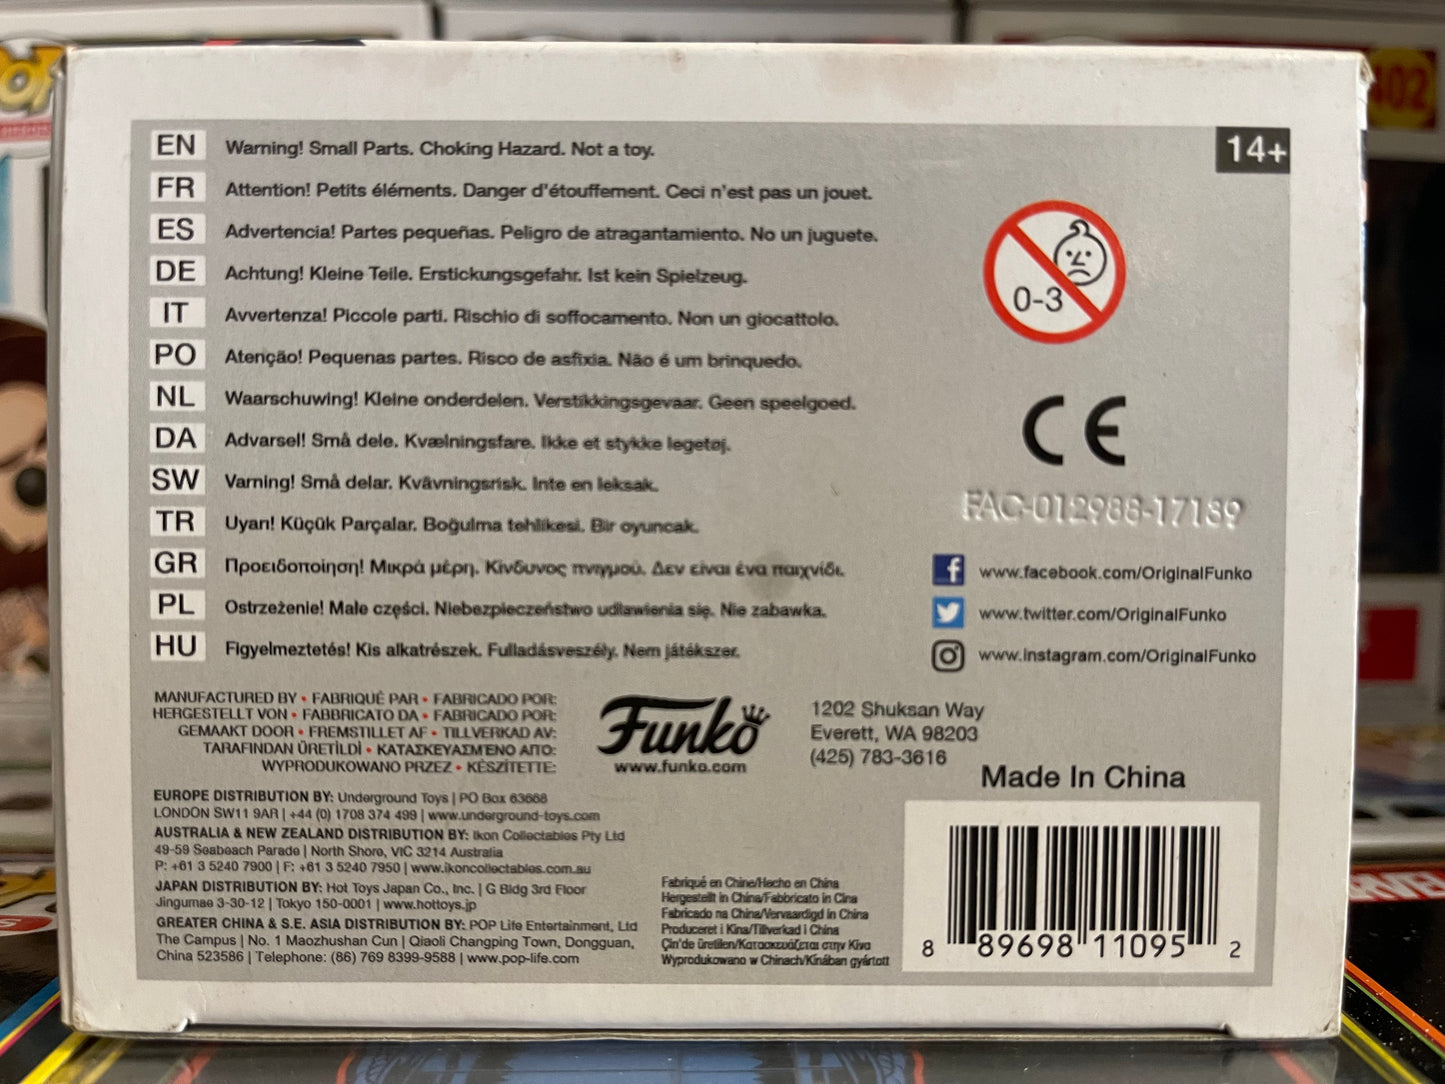 EN Warning! Small Parts. Choking Hazard. Not a toy.
FR Attention! Petits éléments. Danger d'étouffement. Ceci n'est pas un jouet.
ES Advertencia! Partes pequeñas. Peligro de atragantamiento. No un juguete.
DE Achtung! Kleine Teile. Erstickungsgefahr. Ist kein Spielzeug.
IT Avvertenza! Piccole parti. Rischio di soffocamento. Non un giocattolo.
PO Atenção! Pequenas partes. Risco de asfixia. Não é um brinquedo.
NL Waarschuwing! Kleine onderdelen. Verstikkingsgevaar. Geen speelgoed.
DA Advarsel! Små dele. Kvælningsfare. Ikke et stykke legetøj.
SW Varning! Små delar. Kvävningsrisk. Inte en leksak.
TR Uyarı! Küçük Parçalar. Boğulma tehlikesi. Bir oyuncak.
GR Προειδοποίηση! Μικρά μέρη. Κίνδυνος πνιγμού. Δεν είναι ένα παιχνίδι.
PL Ostrzeżenie! Małe części. Niebezpieczeństwo udławienia się. Nie zabawka.
HU Figyelmeztetés! Kis alkatrészek. Fulladásveszély. Nem játékszer.
14+
0-3
CE
FAC-012988-17189
www.facebook.com/OriginalFunko
www.twitter.com/OriginalFunko
www.instagram.com/OriginalFunko
MANUFACTURED BY • FABRIQUÉ PAR • FABRICADO POR:
HERGESTELLT VON • FABBRICATO DA • FABRICADO POR:
GEMAAKT DOOR • FREMSTILLET AF • TILLVERKAD AV:
TARAFINDAN ÜRETİLDİ • ΚΑΤΑΣΚΕΥΑΣΜΈΝΟ ΑΠΌ:
WYPRODUKOWANO PRZEZ • KÉSZÍTETTE:
Funko
www.funko.com
1202 Shuksan Way
Everett, WA 98203
(425) 783-3616
Made In China
EUROPE DISTRIBUTION BY: Underground Toys | PO Box 63668
LONDON SW11 9AR | +44 (0) 1708 374 499 | www.underground-toys.com
AUSTRALIA & NEW ZEALAND DISTRIBUTION BY: Ikon Collectables Pty Ltd
49-59 Seabeach Parade | North Shore, VIC 3214 Australia
P: +61 3 5240 7900 | F: +61 3 5240 7950 | www.ikoncollectables.com.au
JAPAN DISTRIBUTION BY: Hot Toys Japan Co., Inc. | G Bldg 3rd Floor
Jingumae 3-30-12 | Tokyo 150-0001 | www.hottoys.jp
GREATER CHINA & S.E. ASIA DISTRIBUTION BY: POP Life Entertainment, Ltd
The Campus | No. 1 Maozhushan Cun | Qiaoli Changping Town, Dongguan,
China 523586 | Telephone: (86) 769 8399-9588 | www.pop-life.com
Fabriqué en Chine/Hecho en China
Hergestellt in China/Fabbricato in Cina
Fabricado na China/Vervaardigd in China
Produceret i Kina/Tillverkad i China
Çin'de üretilen/Κατασκευάζεται στην Κίνα
Wyprodukowano w Chinach/Kínában gyártott
8 89698 11095 2
402
MARVEL